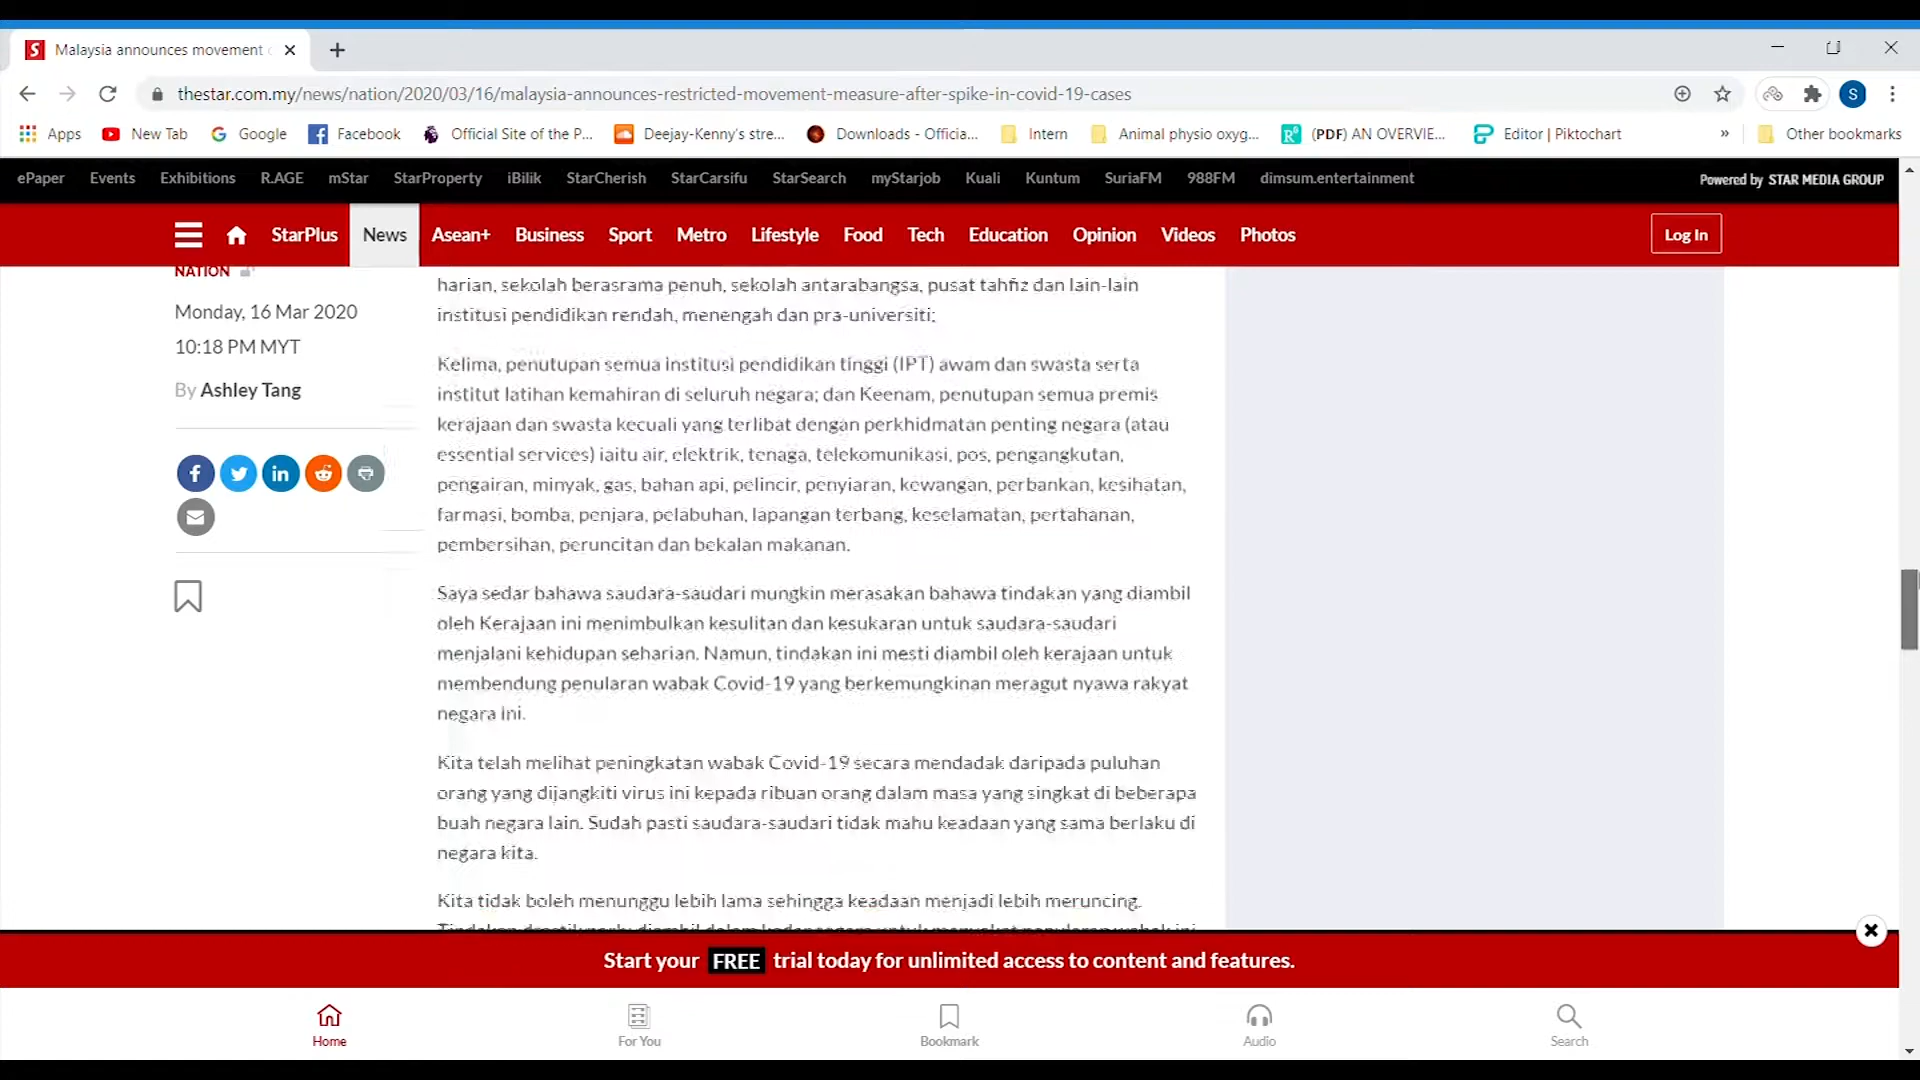 Malaysia announces movement
thestar.com.my/news/nation/2020/03/16/malaysia-announces-restricted-movement-measure-after-spike-in-covid-19-cases
S
Apps New Tab Google Facebook Official Site of the P... Deejay-Kenny's stre... Downloads - Officia... Intern Animal physio oxyg... (PDF) AN OVERVIE... Editor | Piktochart » Other bookmarks
ePaper Events Exhibitions R.AGE mStar StarProperty iBilik StarCherish StarCarsifu StarSearch myStarjob Kuali Kuntum SuriaFM 988FM dimsum.entertainment Powered by STAR MEDIA GROUP
StarPlus News Asean+ Business Sport Metro Lifestyle Food Tech Education Opinion Videos Photos Log In
NATION
Monday, 16 Mar 2020
10:18 PM MYT
By Ashley Tang
harian, sekolah berasrama penuh, sekolah antarabangsa, pusat tahfiz dan lain-lain
institusi pendidikan rendah, menengah dan pra-universiti;
Kelima, penutupan semua institusi pendidikan tinggi (IPT) awam dan swasta serta
institut latihan kemahiran di seluruh negara; dan Keenam, penutupan semua premis
kerajaan dan swasta kecuali yang terlibat dengan perkhidmatan penting negara (atau
essential services) iaitu air, elektrik, tenaga, telekomunikasi, pos, pengangkutan,
pengairan, minyak, gas, bahan api, pelincir, penyiaran, kewangan, perbankan, kesihatan,
farmasi, bomba, penjara, pelabuhan, lapangan terbang, keselamatan, pertahanan,
pembersihan, peruncitan dan bekalan makanan.
Saya sedar bahawa saudara-saudari mungkin merasakan bahawa tindakan yang diambil
oleh Kerajaan ini menimbulkan kesulitan dan kesukaran untuk saudara-saudari
menjalani kehidupan seharian. Namun, tindakan ini mesti diambil oleh kerajaan untuk
membendung penularan wabak Covid-19 yang berkemungkinan meragut nyawa rakyat
negara ini.
Kita telah melihat peningkatan wabak Covid-19 secara mendadak daripada puluhan
orang yang dijangkiti virus ini kepada ribuan orang dalam masa yang singkat di beberapa
buah negara lain. Sudah pasti saudara-saudari tidak mahu keadaan yang sama berlaku di
negara kita.
Kita tidak boleh menunggu lebih lama sehingga keadaan menjadi lebih meruncing.
Start your FREE trial today for unlimited access to content and features.
Home For You Bookmark Audio Search